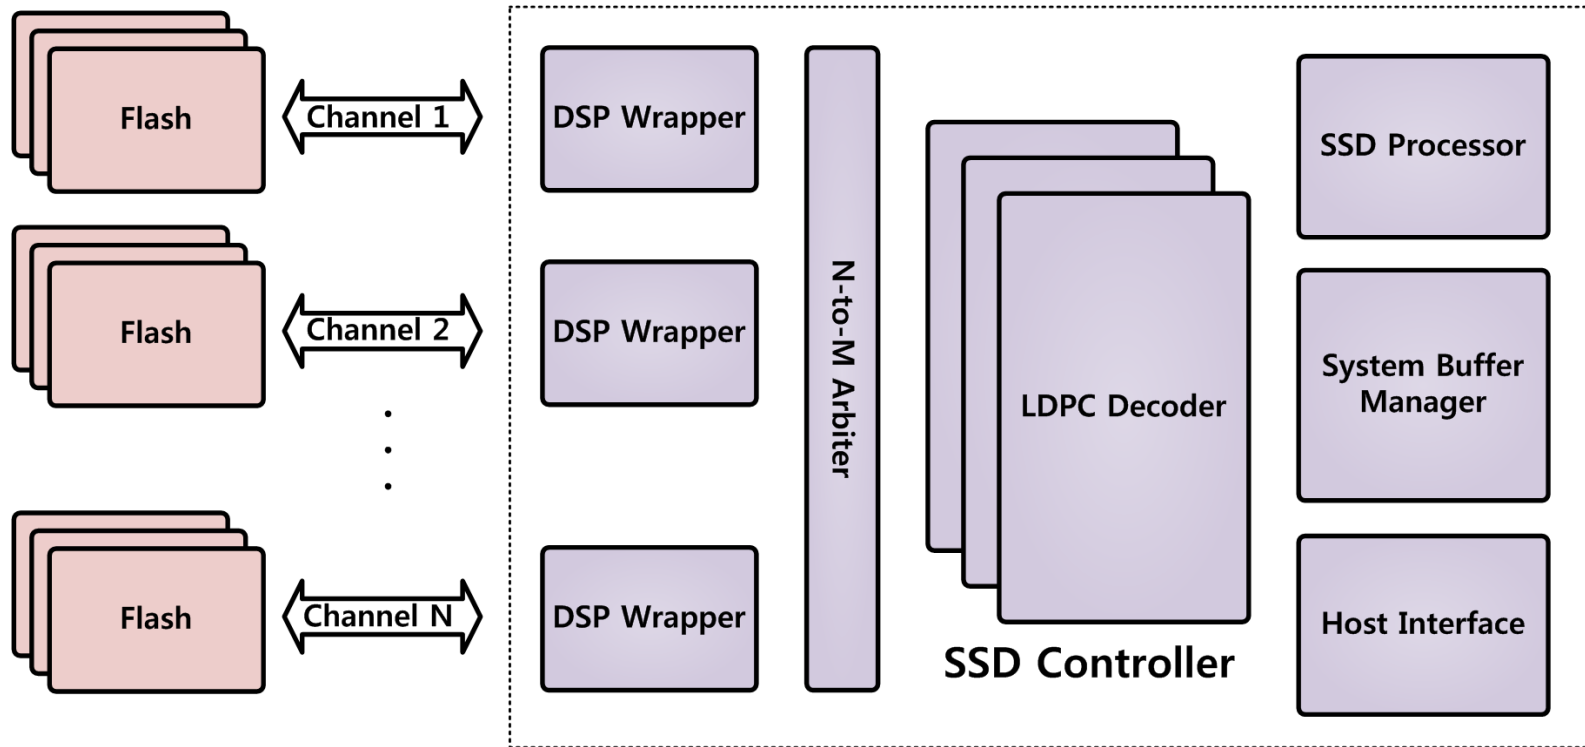 Flash
Channel 1
DSP Wrapper
Flash
Channel 2
DSP Wrapper
Flash
Channel N
DSP Wrapper
N-to-M Arbiter
LDPC Decoder
SSD Controller
SSD Processor
System Buffer
Manager
Host Interface